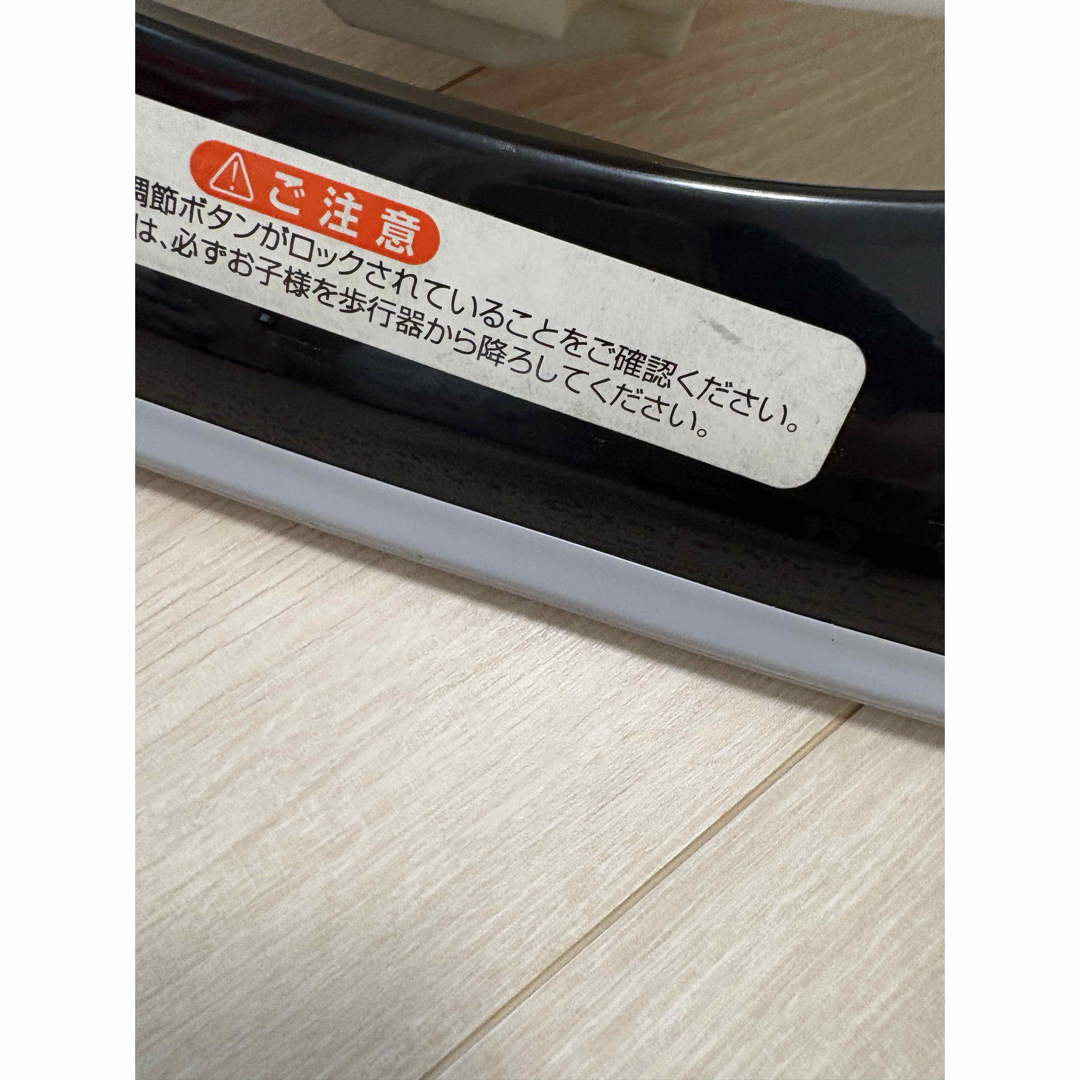 ご注意
調節ボタンがロックされていることをご確認ください。
は、必ずお子様を歩行器から降ろしてください。